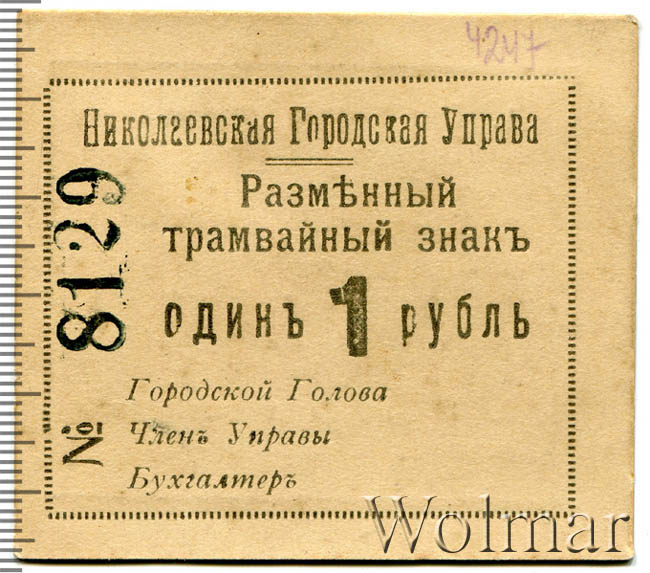 4247
Николаевская Городская Управа
Размѣнный
трамвайный знакъ
одинъ 1 рубль
Городской Голова
Членъ Управы
Бухгалтеръ
№ 8129
Wolmar